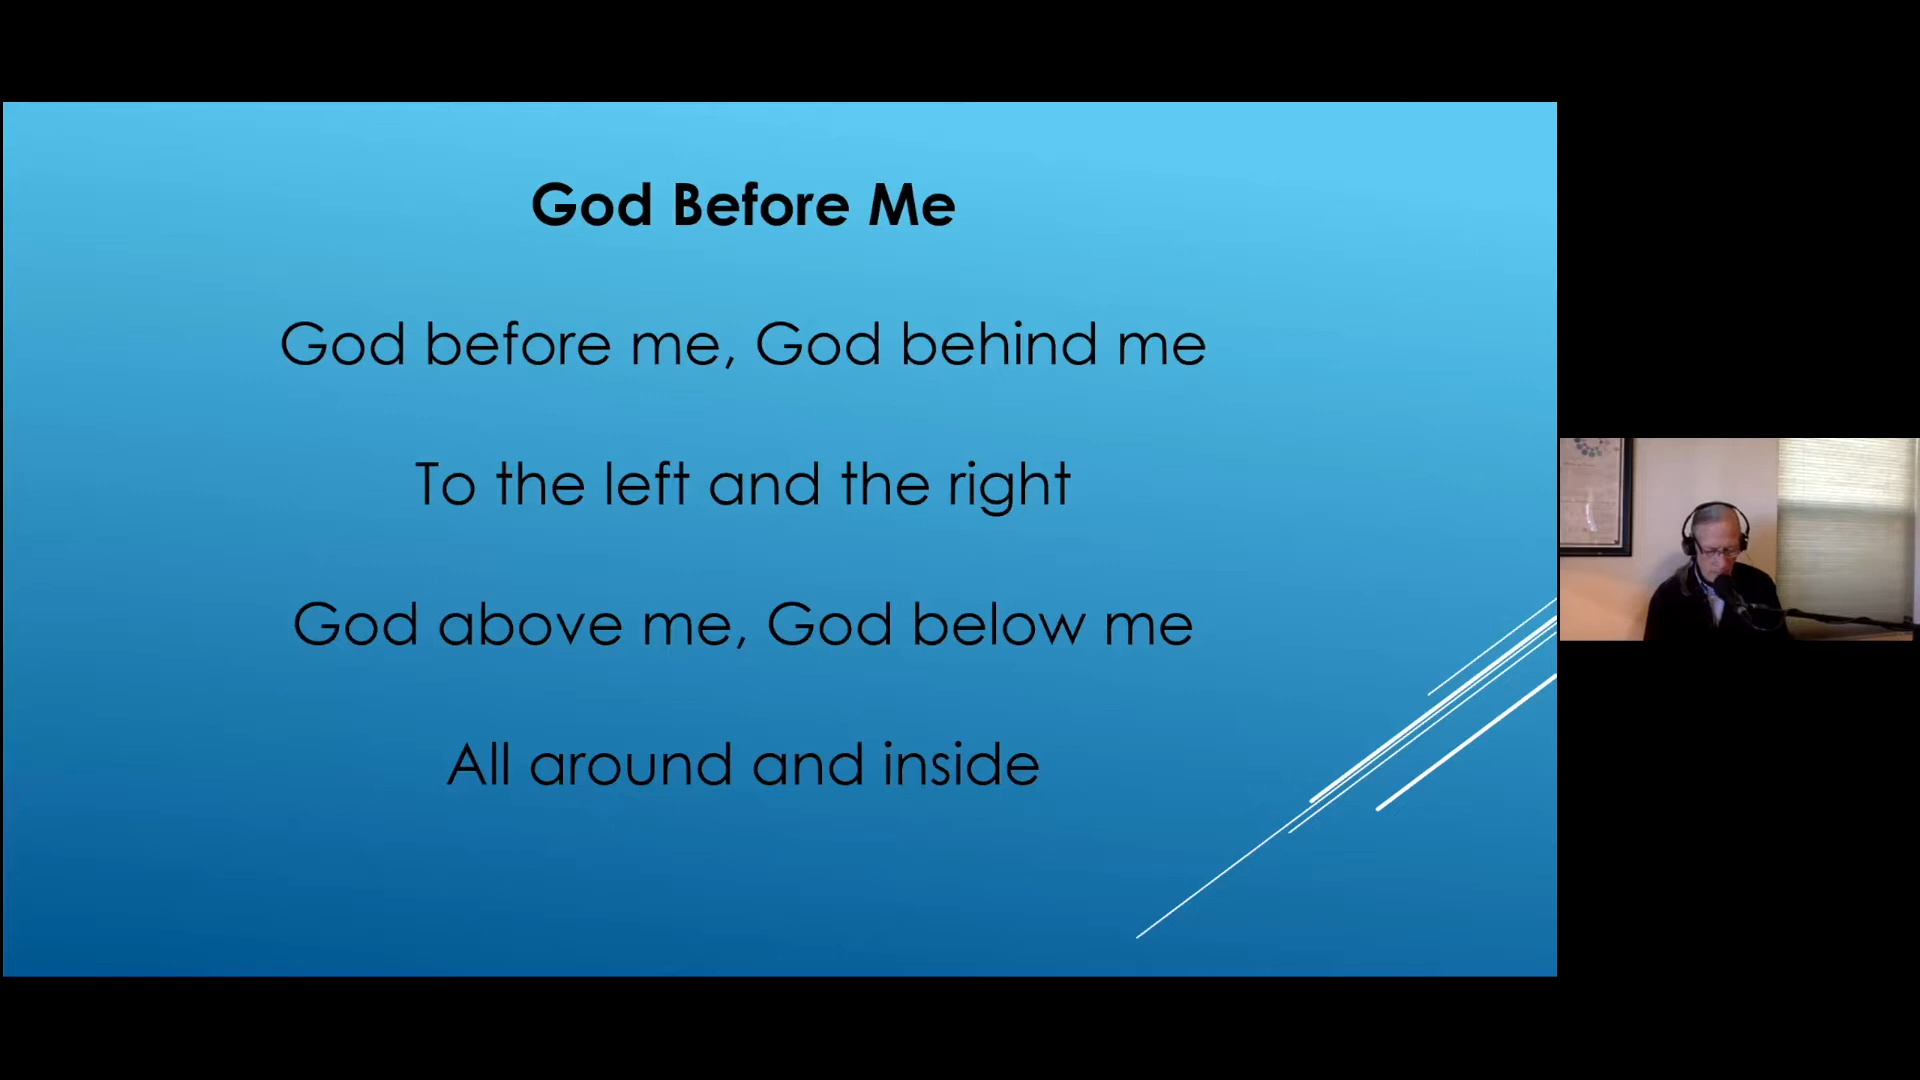 God Before Me
God before me, God behind me
To the left and the right
God above me, God below me
All around and inside